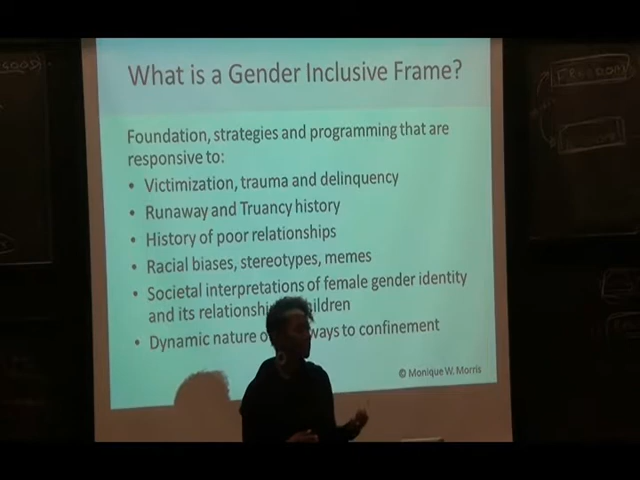 What is a Gender Inclusive Frame?
Foundation, strategies and programming that are
responsive to:
• Victimization, trauma and delinquency
• Runaway and Truancy history
• History of poor relationships
• Racial biases, stereotypes, memes
• Societal interpretations of female gender identity
and its relationship children
• Dynamic nature to confinement
© Monique W. Morris